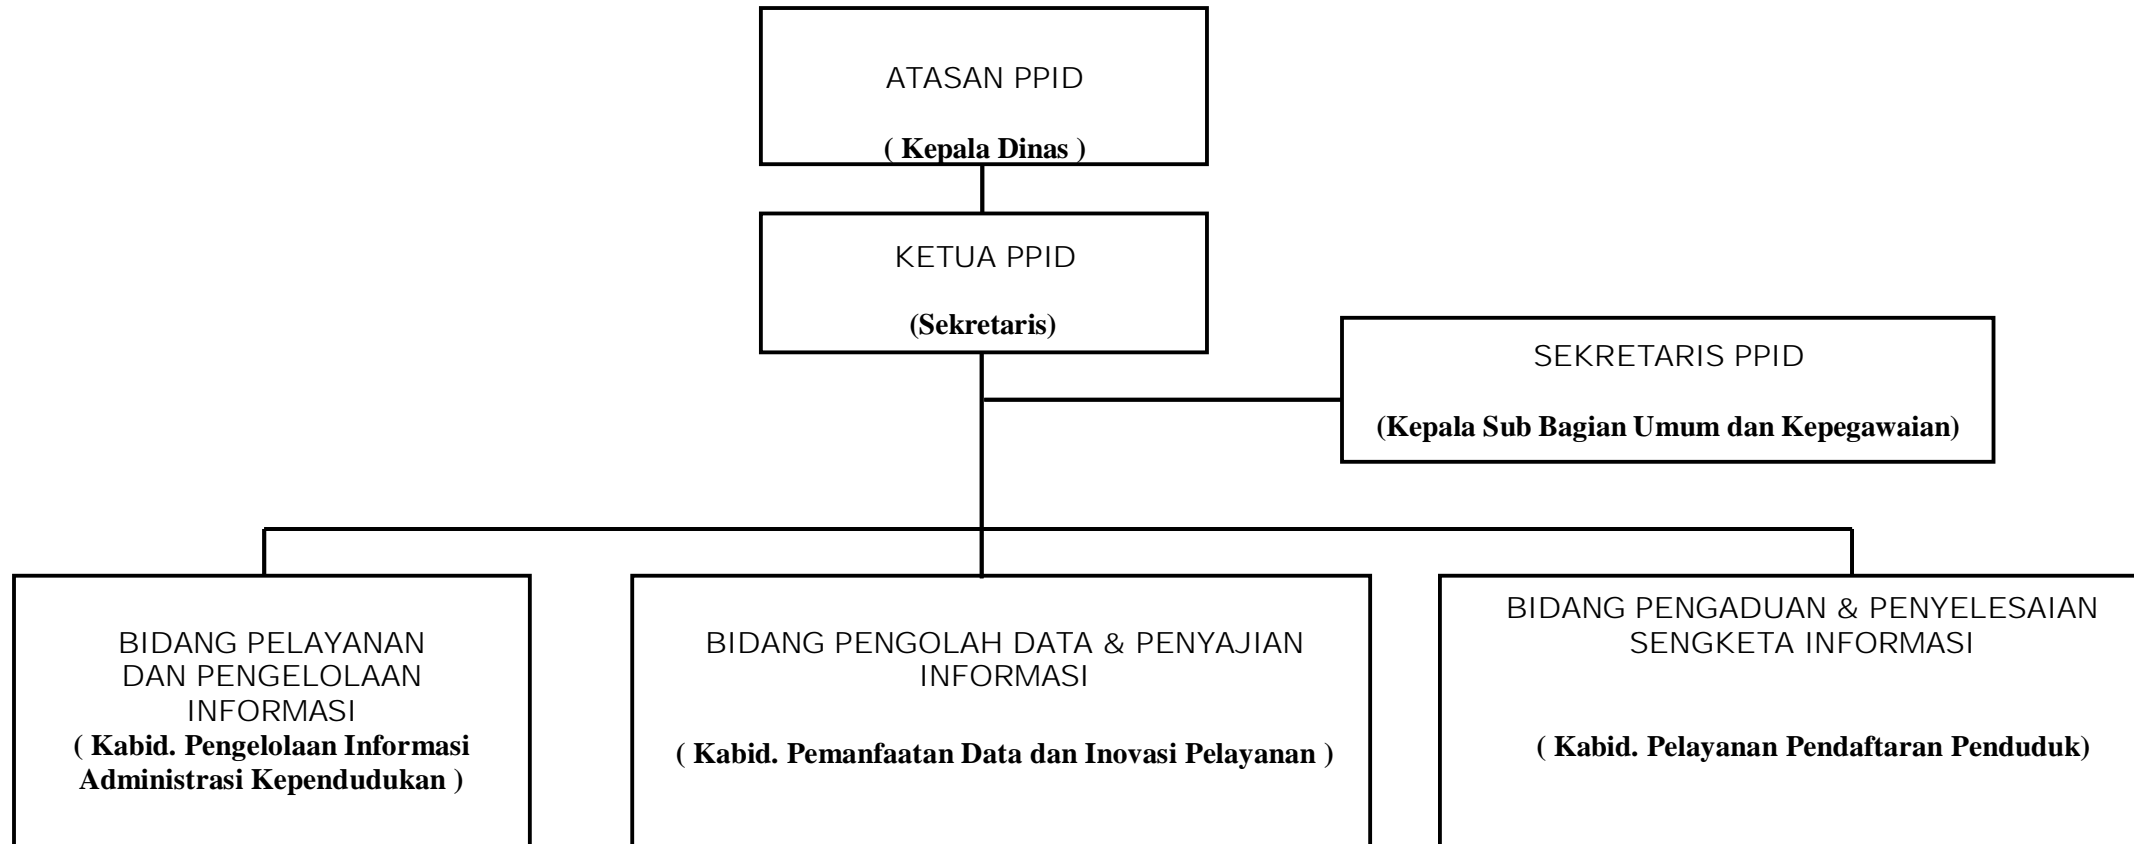 ATASAN PPID
( Kepala Dinas )
KETUA PPID
(Sekretaris)
SEKRETARIS PPID
(Kepala Sub Bagian Umum dan Kepegawaian)
BIDANG PELAYANAN
DAN PENGELOLAAN
INFORMASI
( Kabid. Pengelolaan Informasi
Administrasi Kependudukan )
BIDANG PENGOLAH DATA & PENYAJIAN
INFORMASI
( Kabid. Pemanfaatan Data dan Inovasi Pelayanan )
BIDANG PENGADUAN & PENYELESAIAN
SENGKETA INFORMASI
( Kabid. Pelayanan Pendaftaran Penduduk)